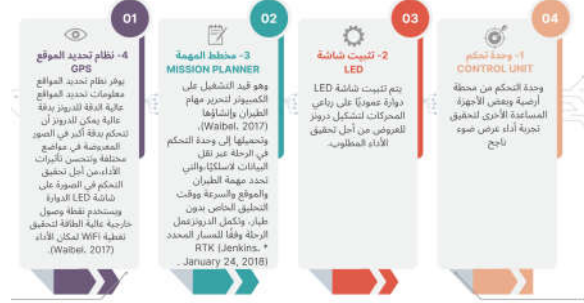 04
1- وحدة تحكم
CONTROL UNIT
وحدة التحكم من محطة
أرضية وبعض الأجهزة
المساعدة الأخرى لتحقيق
تجربة أداء عرض ضوء
ناجح
03
2- تثبيت شاشة
LED
يتم تثبيت شاشة LED
دوارة عموديًا على رباعي
المحركات لتشكيل درونز
للعروض من أجل تحقيق
الأداء المطلوب.
02
3- مخطط المهمة
MISSION PLANNER
وهو قيد التشغيل على
الكمبيوتر لتحرير مهام
الطيران وإنشاؤها
(Waibel, 2017)،
وتحميلها إلى وحدة التحكم
في الرحلة عبر نقل
البيانات لاسلكيًا،والتي
تحدد مهمة الطيران
والموقع والسرعة ووقت
التحليق الخاص بدون
طيار، وتكمل الدرونزعمل
الرحلة وفقًا للمسار المحدد
RTK (Jenkins, *
. January 24, 2018)
01
4- نظام تحديد الموقع
GPS
يوفر نظام تحديد المواقع
معلومات تحديد المواقع
عالية الدقة للدرونز بدقة
عالية يمكن للدرونز أن
تتحكم بدقة أكبر في الصور
المعروضة في مواضع
مختلفة وتتحسن تأثيرات
الأداء،من أجل تحقيق
التحكم في الصورة على
شاشة LED الدوارة
ويستخدم نقطة وصول
خارجية عالية الطاقة لتحقيق
تغطية WiFi لمكان الأداء
(Waibel, 2017).